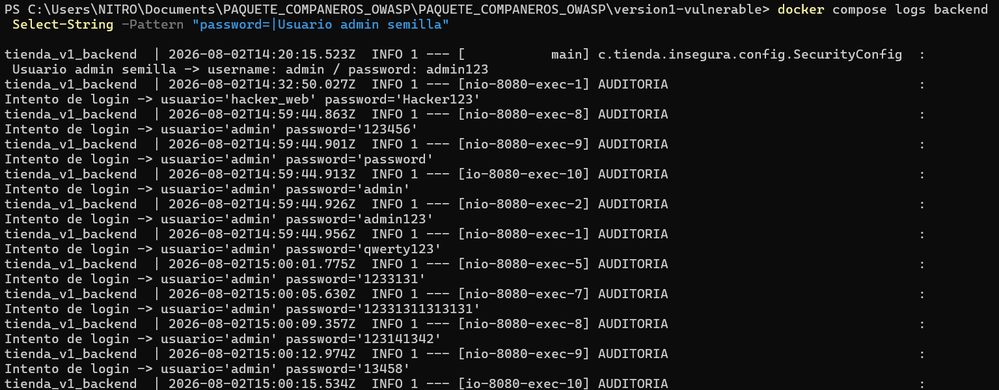 PS C:\Users\NITRO\Documents\PAQUETE_COMPANEROS_OWASP\PAQUETE_COMPANEROS_OWASP\version1-vulnerable> docker compose logs backend
Select-String -Pattern "password=|Usuario admin semilla"
tienda_v1_backend | 2026-08-02T14:20:15.523Z INFO 1 --- [ main] c.tienda.insegura.config.SecurityConfig :
Usuario admin semilla -> username: admin / password: admin123
tienda_v1_backend | 2026-08-02T14:32:50.027Z INFO 1 --- [nio-8080-exec-1] AUDITORIA :
Intento de login -> usuario='hacker_web' password='Hacker123'
tienda_v1_backend | 2026-08-02T14:59:44.863Z INFO 1 --- [nio-8080-exec-8] AUDITORIA :
Intento de login -> usuario='admin' password='123456'
tienda_v1_backend | 2026-08-02T14:59:44.901Z INFO 1 --- [nio-8080-exec-9] AUDITORIA :
Intento de login -> usuario='admin' password='password'
tienda_v1_backend | 2026-08-02T14:59:44.913Z INFO 1 --- [io-8080-exec-10] AUDITORIA :
Intento de login -> usuario='admin' password='admin'
tienda_v1_backend | 2026-08-02T14:59:44.926Z INFO 1 --- [nio-8080-exec-2] AUDITORIA :
Intento de login -> usuario='admin' password='admin123'
tienda_v1_backend | 2026-08-02T14:59:44.956Z INFO 1 --- [nio-8080-exec-1] AUDITORIA :
Intento de login -> usuario='admin' password='qwerty123'
tienda_v1_backend | 2026-08-02T15:00:01.775Z INFO 1 --- [nio-8080-exec-5] AUDITORIA :
Intento de login -> usuario='admin' password='1233131'
tienda_v1_backend | 2026-08-02T15:00:05.630Z INFO 1 --- [nio-8080-exec-7] AUDITORIA :
Intento de login -> usuario='admin' password='12331311313131'
tienda_v1_backend | 2026-08-02T15:00:09.357Z INFO 1 --- [nio-8080-exec-8] AUDITORIA :
Intento de login -> usuario='admin' password='123141342'
tienda_v1_backend | 2026-08-02T15:00:12.974Z INFO 1 --- [nio-8080-exec-9] AUDITORIA :
Intento de login -> usuario='admin' password='13458'
tienda_v1_backend | 2026-08-02T15:00:15.534Z INFO 1 --- [io-8080-exec-10] AUDITORIA :